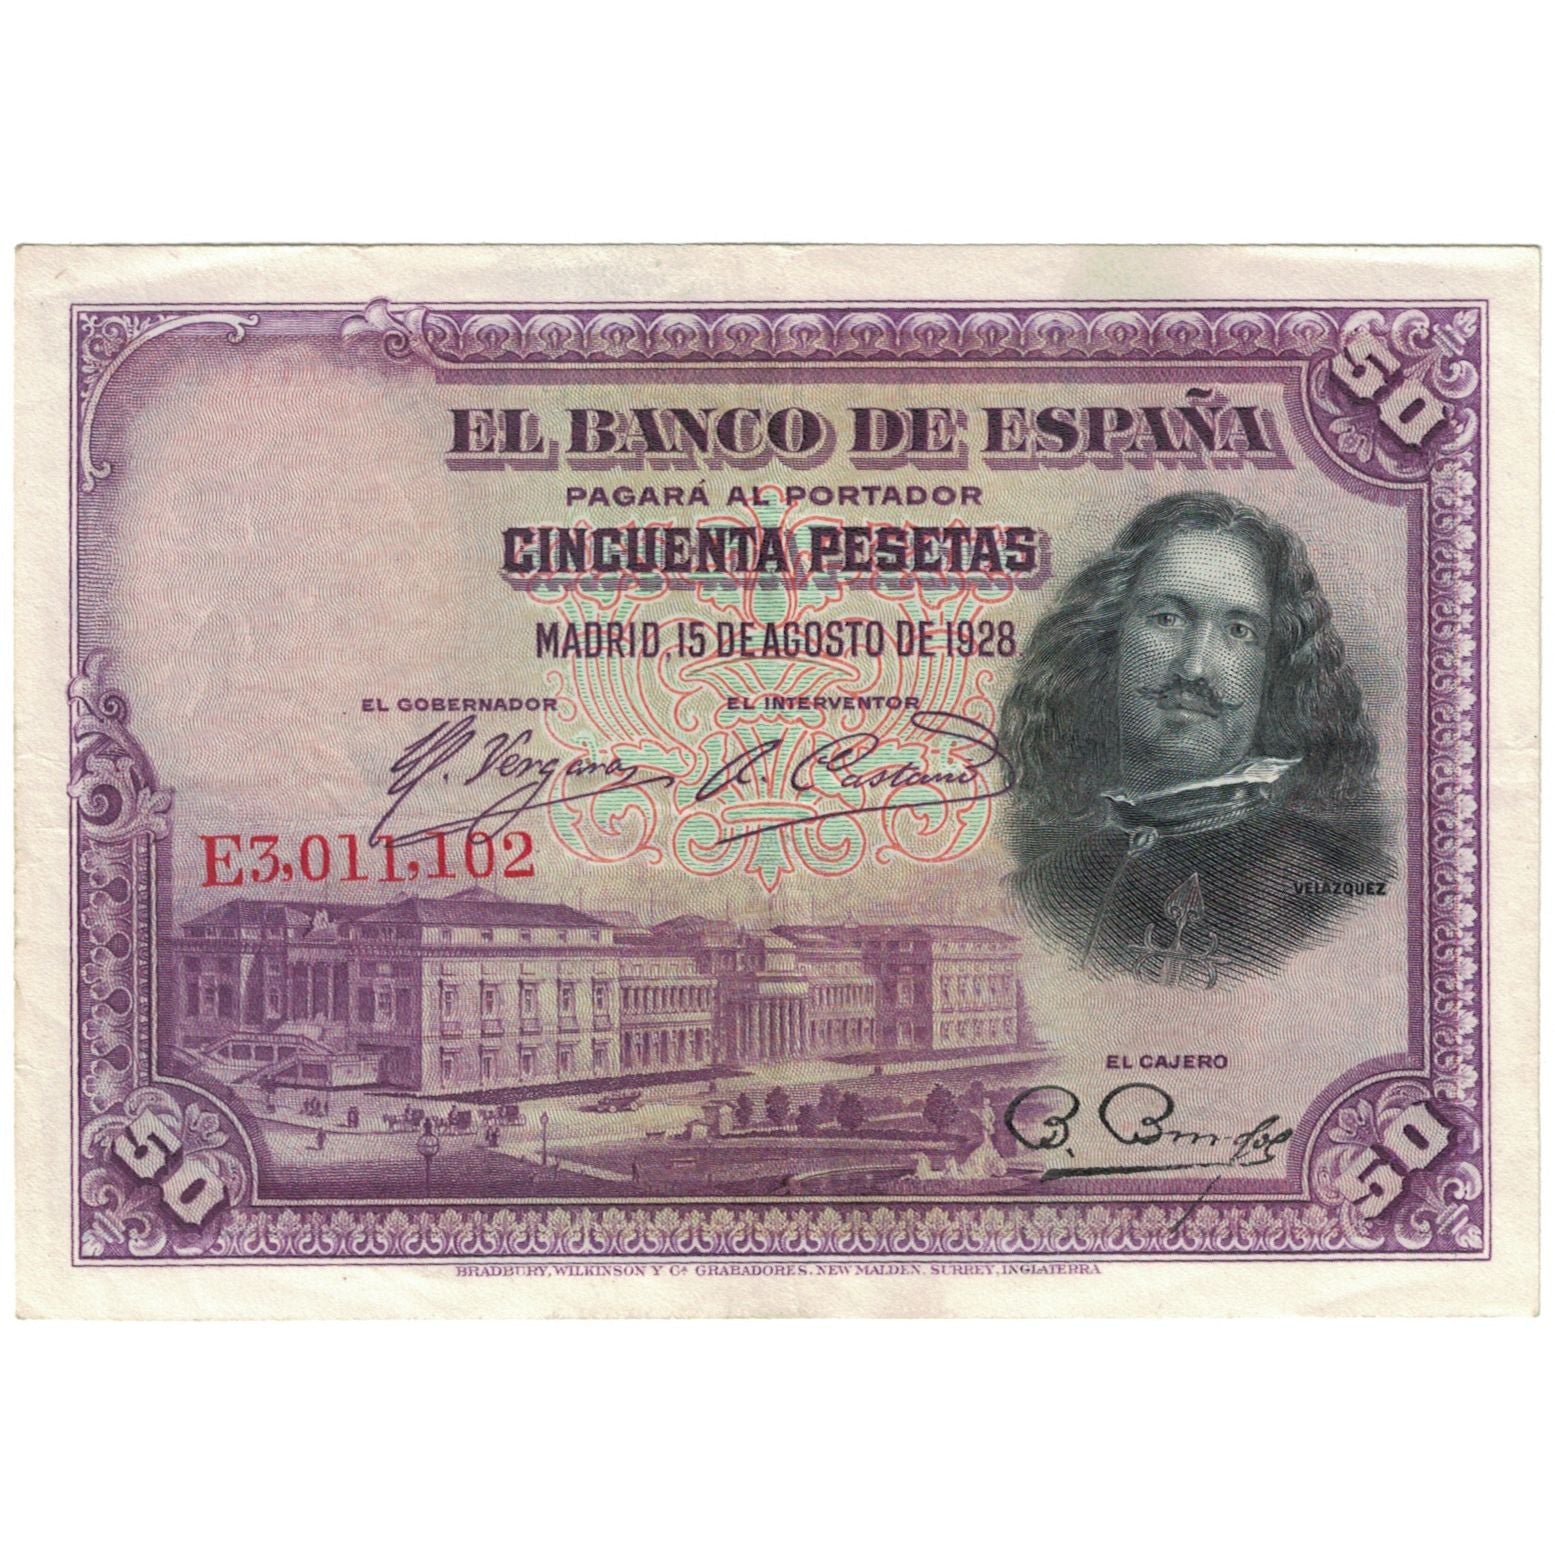 50
EL BANCO DE ESPAÑA
PAGARÁ AL PORTADOR
CINCUENTA PESETAS
MADRID, 15 DE AGOSTO DE 1928
EL GOBERNADOR EL INTERVENTOR
E3,011,102
VELAZQUEZ
EL CAJERO
50
50
BRADBURY, WILKINSON Y Cª GRABADORES. NEW MALDEN. SURREY, INGLATERRA